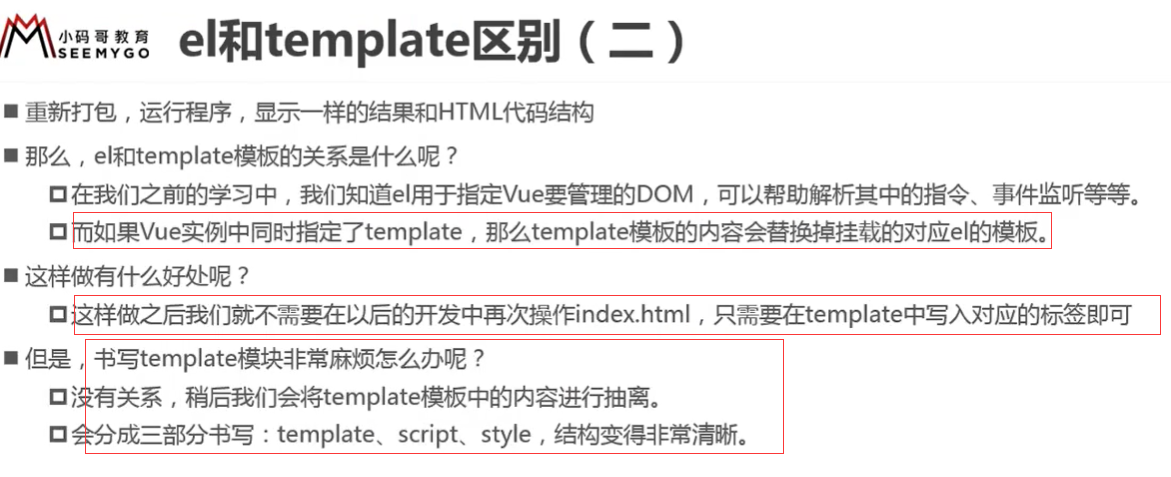 小码哥教育
SEEMYGO
el和template区别（二）
重新打包，运行程序，显示一样的结果和HTML代码结构
那么，el和template模板的关系是什么呢？
在我们之前的学习中，我们知道el用于指定Vue要管理的DOM，可以帮助解析其中的指令、事件监听等等。
而如果Vue实例中同时指定了template，那么template模板的内容会替换掉挂载的对应el的模板。
这样做有什么好处呢？
这样做之后我们就不需要在以后的开发中再次操作index.html，只需要在template中写入对应的标签即可
但是，书写template模块非常麻烦怎么办呢？
没有关系，稍后我们会将template模板中的内容进行抽离。
会分成三部分书写：template、script、style，结构变得非常清晰。